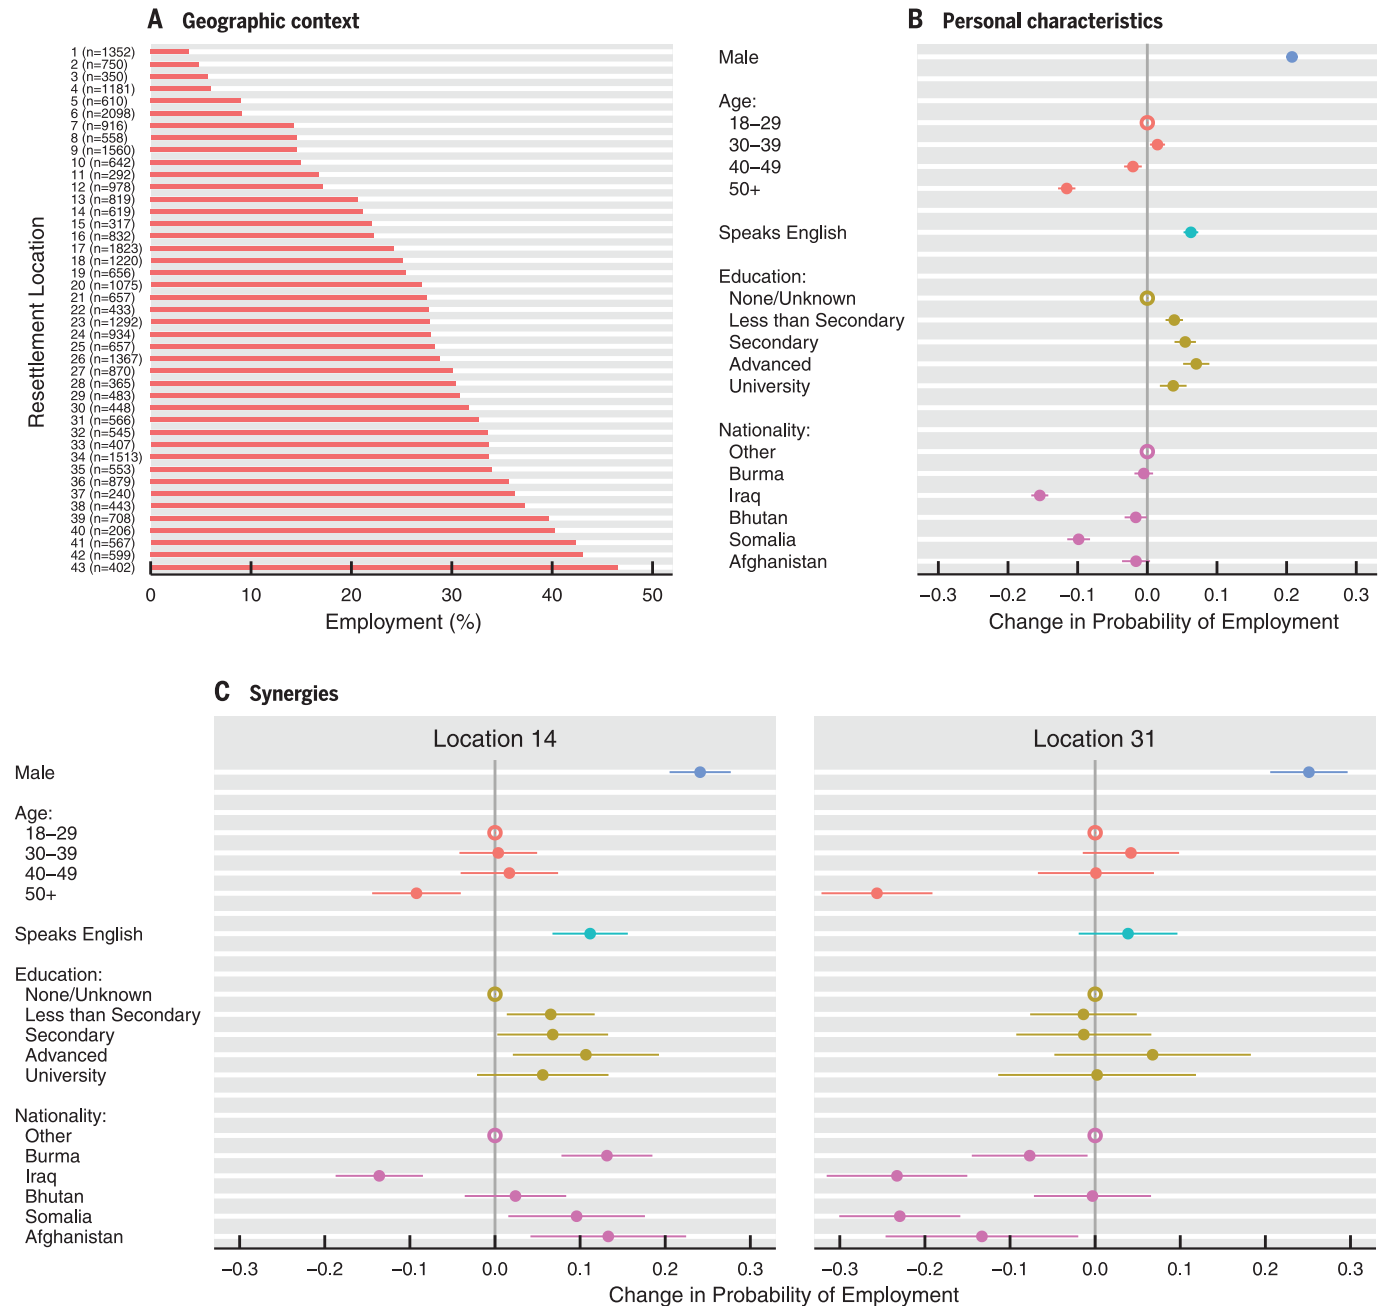 A Geographic context
Resettlement Location
1 (n=1352)
2 (n=750)
3 (n=350)
4 (n=1181)
5 (n=610)
6 (n=2098)
7 (n=916)
8 (n=558)
9 (n=1560)
10 (n=642)
11 (n=292)
12 (n=978)
13 (n=819)
14 (n=619)
15 (n=317)
16 (n=832)
17 (n=1823)
18 (n=1220)
19 (n=656)
20 (n=1075)
21 (n=657)
22 (n=433)
23 (n=1292)
24 (n=934)
25 (n=657)
26 (n=1367)
27 (n=870)
28 (n=365)
29 (n=483)
30 (n=448)
31 (n=566)
32 (n=545)
33 (n=407)
34 (n=1513)
35 (n=553)
36 (n=879)
37 (n=240)
38 (n=443)
39 (n=708)
40 (n=206)
41 (n=567)
42 (n=599)
43 (n=402)
0 10 20 30 40 50
Employment (%)
B Personal characteristics
Male
Age:
18–29
30–39
40–49
50+
Speaks English
Education:
None/Unknown
Less than Secondary
Secondary
Advanced
University
Nationality:
Other
Burma
Iraq
Bhutan
Somalia
Afghanistan
−0.3 −0.2 −0.1 0.0 0.1 0.2 0.3
Change in Probability of Employment
C Synergies
Location 14 Location 31
Male
Age:
18–29
30–39
40–49
50+
Speaks English
Education:
None/Unknown
Less than Secondary
Secondary
Advanced
University
Nationality:
Other
Burma
Iraq
Bhutan
Somalia
Afghanistan
−0.3 −0.2 −0.1 0.0 0.1 0.2 0.3 −0.3 −0.2 −0.1 0.0 0.1 0.2 0.3
Change in Probability of Employment